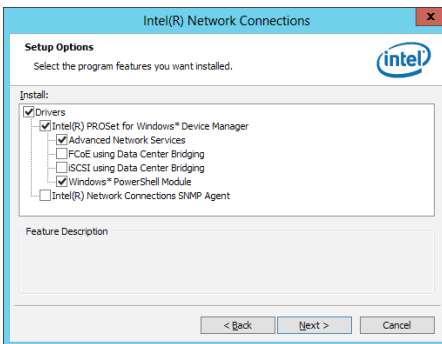 Intel(R) Network Connections
x
Setup Options
Select the program features you want installed.
intel
Install:
Drivers
Intel(R) PROSet for Windows* Device Manager
Advanced Network Services
FCoE using Data Center Bridging
iSCSI using Data Center Bridging
Windows* PowerShell Module
Intel(R) Network Connections SNMP Agent
Feature Description
< Back
Next >
Cancel